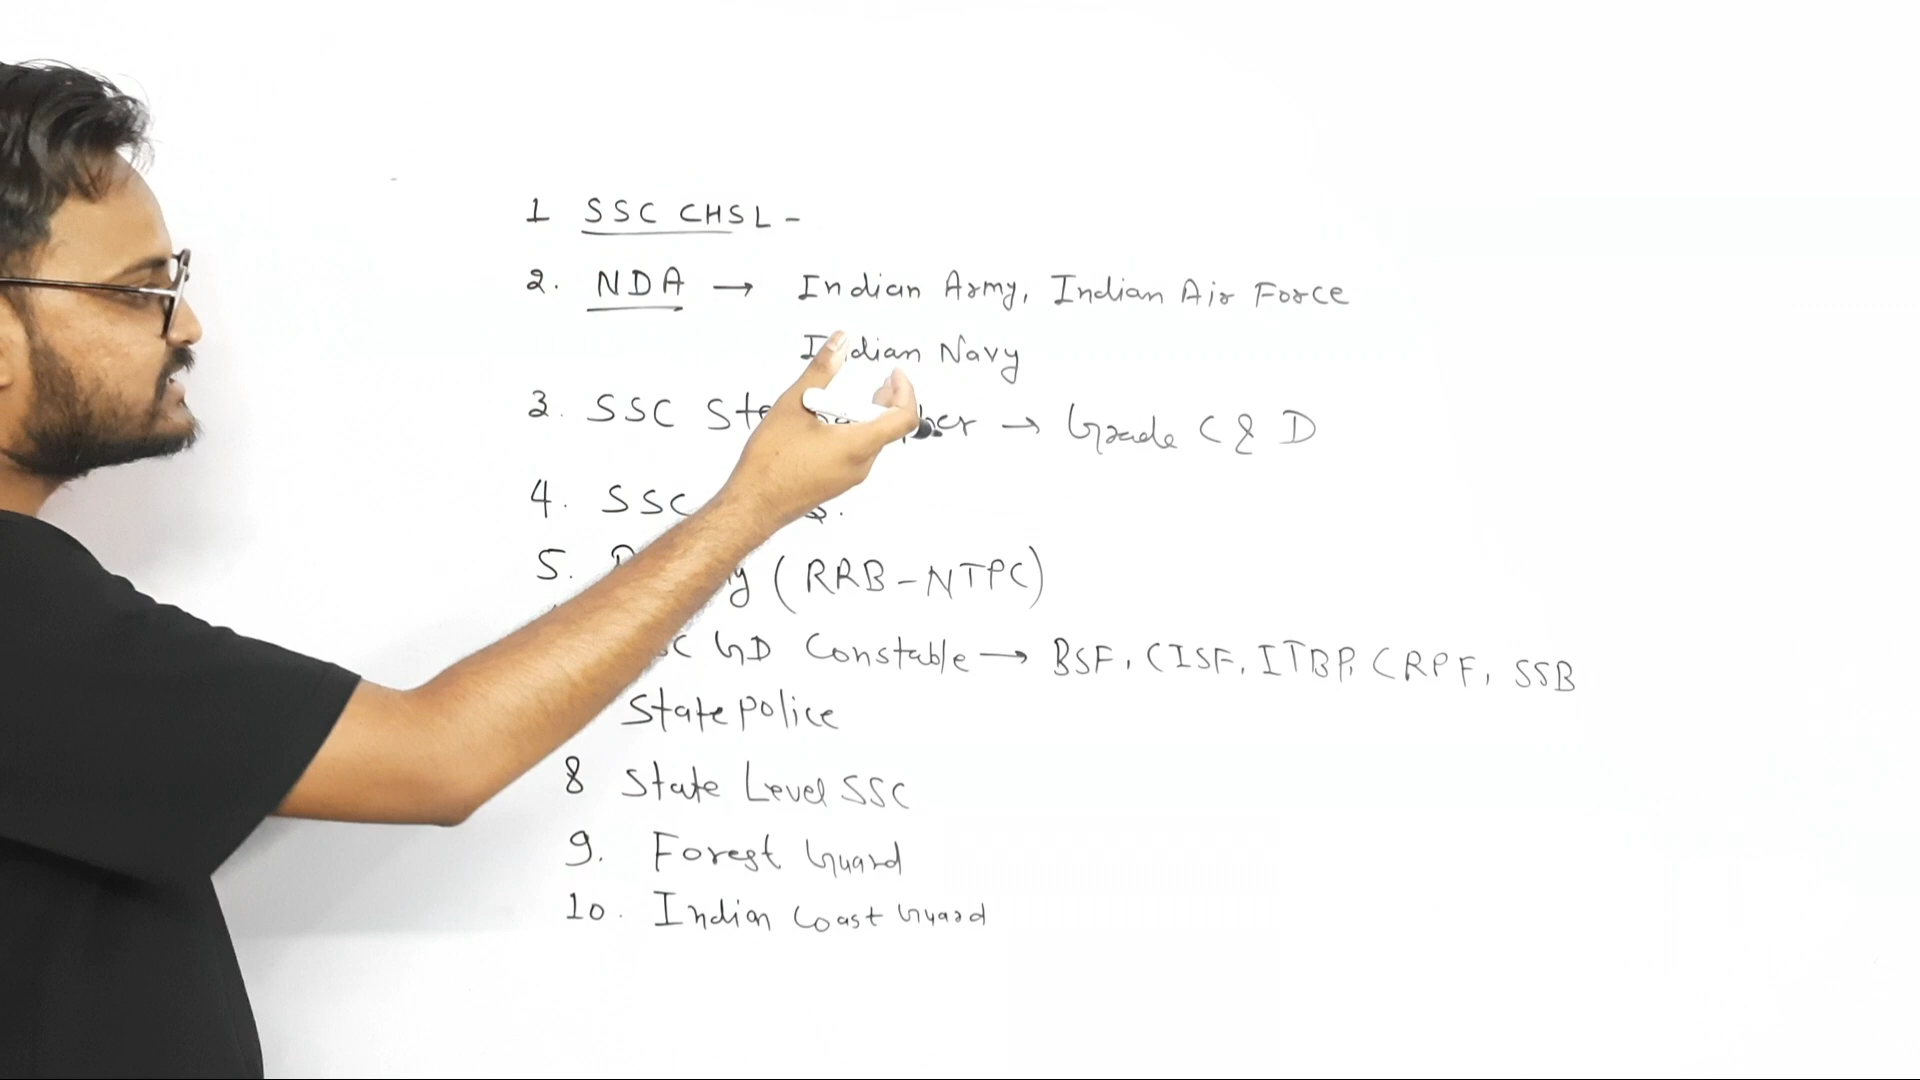 1 SSC CHSL -
2. NDA → Indian Army, Indian Air Force
Indian Navy
3. SSC → Grade C & D
4. SSC
5. (RRB-NTPC)
GD Constable → BSF, CISF, ITBP, CRPF, SSB
State police
8 State Level SSC
9. Forest Guard
10. Indian Coast Guard